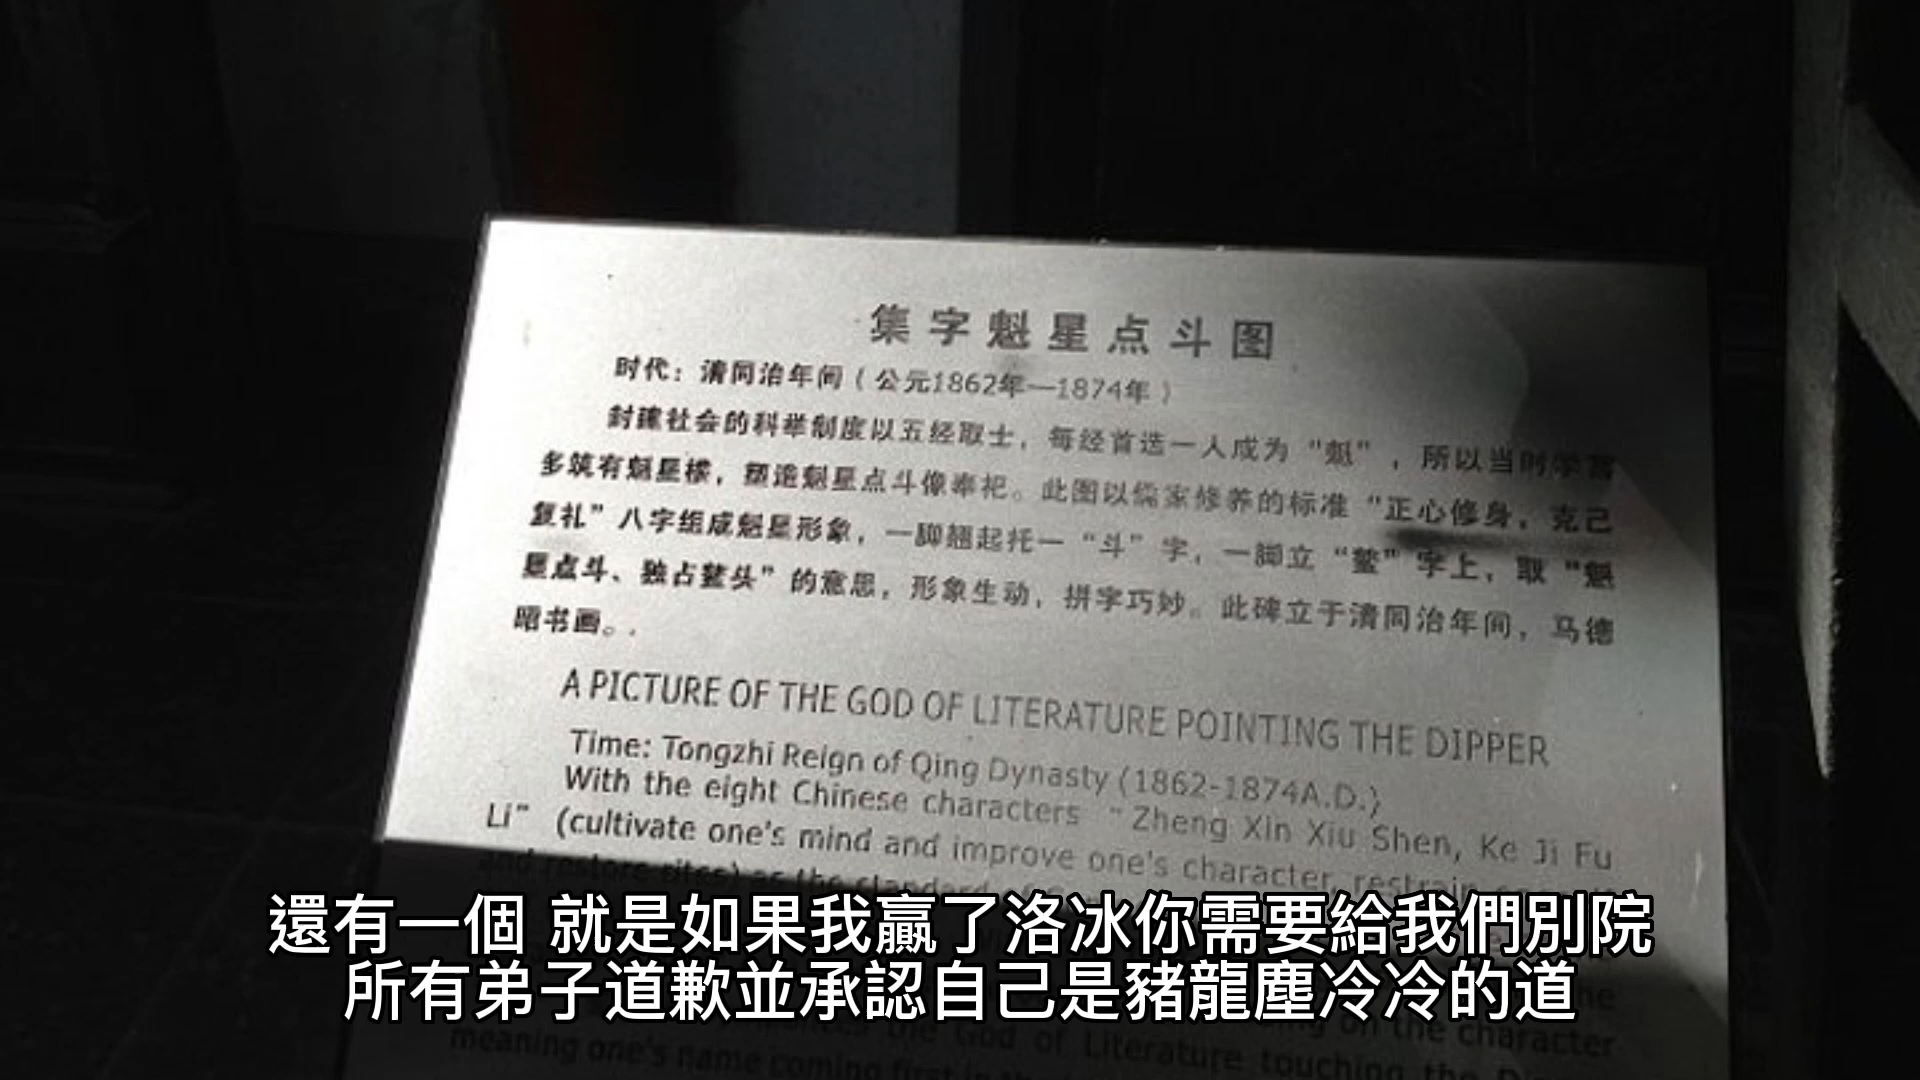 集字魁星点斗图
时代：清同治年间（公元1862年—1874年）
封建社会的科举制度以五经取士，每经首选一人成为“魁”，所以当时学宫
多筑有魁星楼，塑造魁星点斗像奉祀。此图以儒家修养的标准“正心修身，克己
复礼”八字组成魁星形象，一脚翘起托一“斗”字，一脚立“鳌”字上，取“魁
星点斗、独占鳌头”的意思，形象生动，拼字巧妙。此碑立于清同治年间，马德
昭书画。
A PICTURE OF THE GOD OF LITERATURE POINTING THE DIPPER
Time: Tongzhi Reign of Qing Dynasty (1862-1874A.D.)
With the eight Chinese characters “Zheng Xin Xiu Shen, Ke Ji Fu
Li” (cultivate one's mind and improve one's character, restrain
and restore rites) as the standard
還有一個 就是如果我贏了洛冰你需要給我們別院
所有弟子道歉並承認自己是豬龍塵冷冷的道
the God of Literature touching the
meaning one's name coming first in